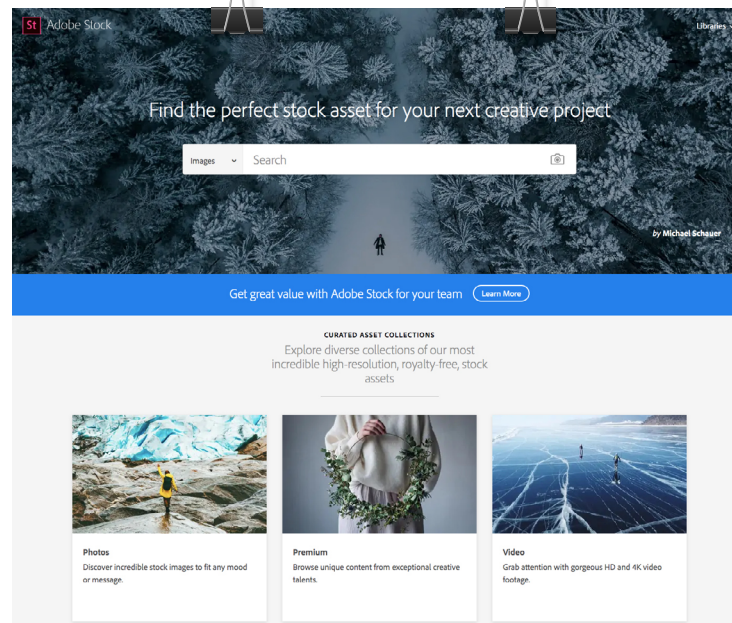 St Adobe Stock
Libraries
Find the perfect stock asset for your next creative project
Images Search
by Michael Schauer
Get great value with Adobe Stock for your team Learn More
CURATED ASSET COLLECTIONS
Explore diverse collections of our most
incredible high-resolution, royalty-free, stock
assets
Photos
Discover incredible stock images to fit any mood
or message.
Premium
Browse unique content from exceptional creative
talents.
Video
Grab attention with gorgeous HD and 4K video
footage.